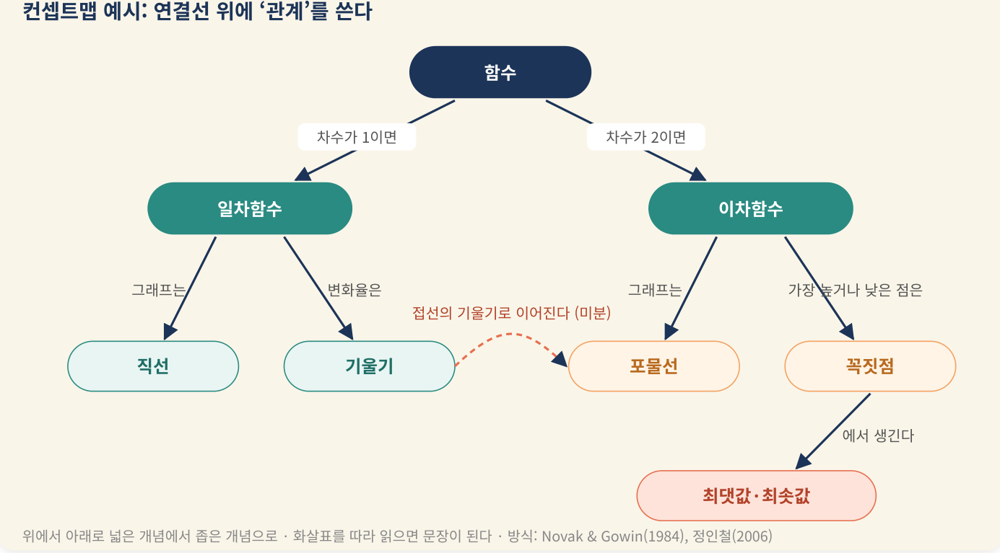 컨셉트맵 예시: 연결선 위에 ‘관계’를 쓴다
함수
차수가 1이면
차수가 2이면
일차함수
이차함수
그래프는
변화율은
그래프는
가장 높거나 낮은 점은
접선의 기울기로 이어진다 (미분)
직선
기울기
포물선
꼭짓점
에서 생긴다
최댓값·최솟값
위에서 아래로 넓은 개념에서 좁은 개념으로 · 화살표를 따라 읽으면 문장이 된다 · 방식: Novak & Gowin(1984), 정인철(2006)